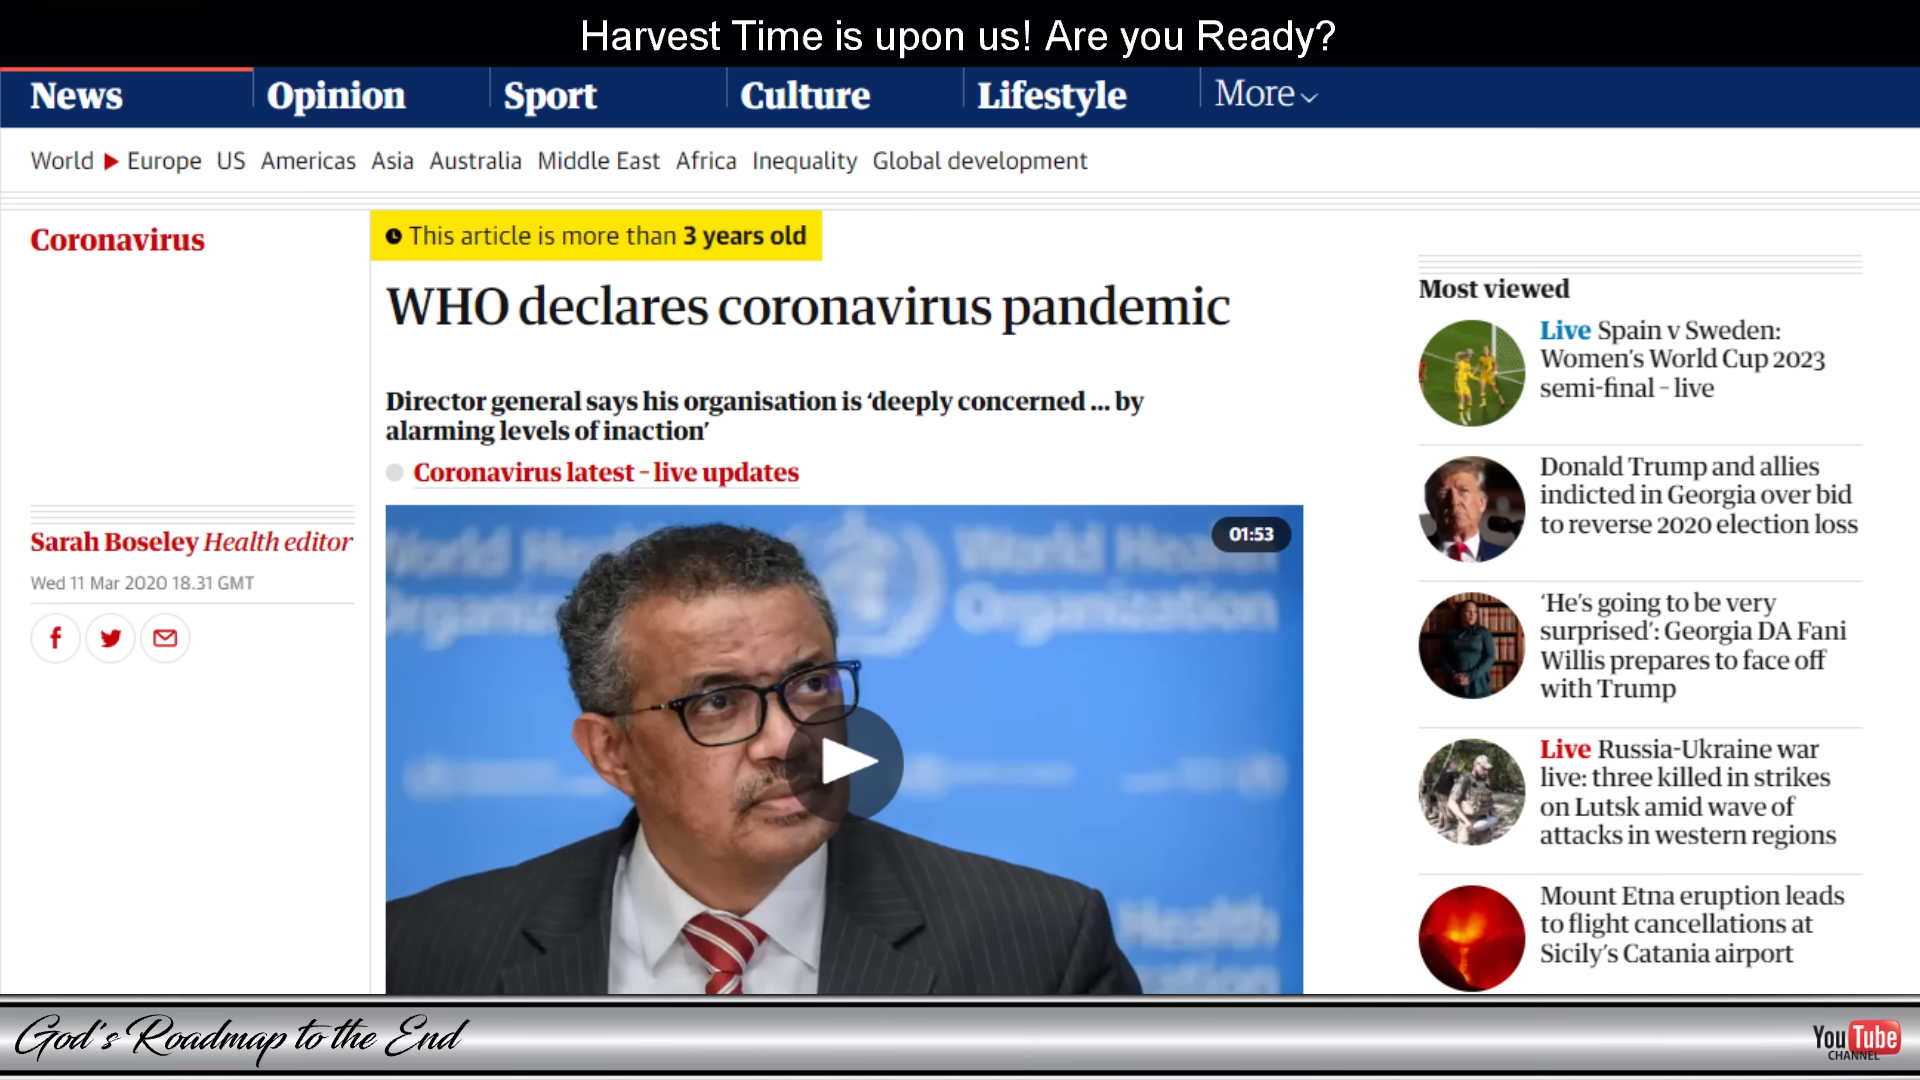 Harvest Time is upon us! Are you Ready?
News Opinion Sport Culture Lifestyle More
World Europe US Americas Asia Australia Middle East Africa Inequality Global development
Coronavirus
This article is more than 3 years old
WHO declares coronavirus pandemic
Director general says his organisation is ‘deeply concerned ... by
alarming levels of inaction’
Coronavirus latest – live updates
Sarah Boseley Health editor
Wed 11 Mar 2020 18.31 GMT
01:53
World Health
Organization
World Health
Organization
Health
Most viewed
Live Spain v Sweden:
Women’s World Cup 2023
semi-final – live
Donald Trump and allies
indicted in Georgia over bid
to reverse 2020 election loss
‘He’s going to be very
surprised’: Georgia DA Fani
Willis prepares to face off
with Trump
Live Russia-Ukraine war
live: three killed in strikes
on Lutsk amid wave of
attacks in western regions
Mount Etna eruption leads
to flight cancellations at
Sicily’s Catania airport
God's Roadmap to the End
YouTube
CHANNEL